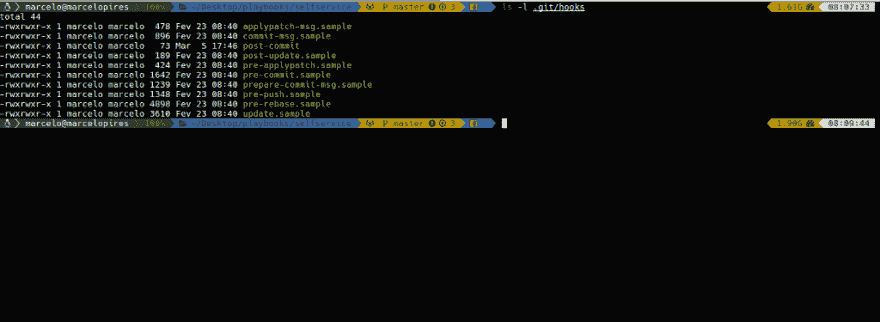 marcelo@marcelopires 100% ~/Desktop/playbooks/selfservice master 3 ls -l .git/hooks 1.61G 08:07:33
total 44
-rwxrwxr-x 1 marcelo marcelo 478 Fev 23 08:40 applypatch-msg.sample
-rwxrwxr-x 1 marcelo marcelo 896 Fev 23 08:40 commit-msg.sample
-rwxrwxr-x 1 marcelo marcelo 73 Mar 5 17:46 post-commit
-rwxrwxr-x 1 marcelo marcelo 189 Fev 23 08:40 post-update.sample
-rwxrwxr-x 1 marcelo marcelo 424 Fev 23 08:40 pre-applypatch.sample
-rwxrwxr-x 1 marcelo marcelo 1642 Fev 23 08:40 pre-commit.sample
-rwxrwxr-x 1 marcelo marcelo 1239 Fev 23 08:40 prepare-commit-msg.sample
-rwxrwxr-x 1 marcelo marcelo 1348 Fev 23 08:40 pre-push.sample
-rwxrwxr-x 1 marcelo marcelo 4898 Fev 23 08:40 pre-rebase.sample
-rwxrwxr-x 1 marcelo marcelo 3610 Fev 23 08:40 update.sample
marcelo@marcelopires 100% ~/Desktop/playbooks/selfservice master 3 1.90G 08:09:44